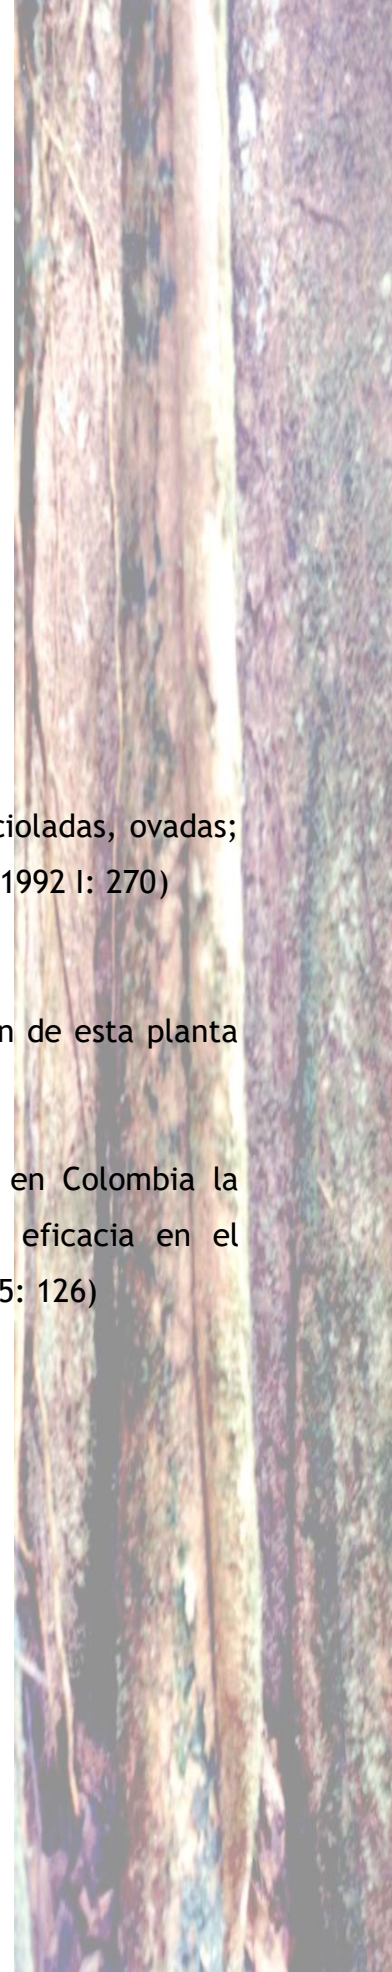 cioladas, ovadas;
1992 I: 270)
n de esta planta
en Colombia la
eficacia en el
5: 126)